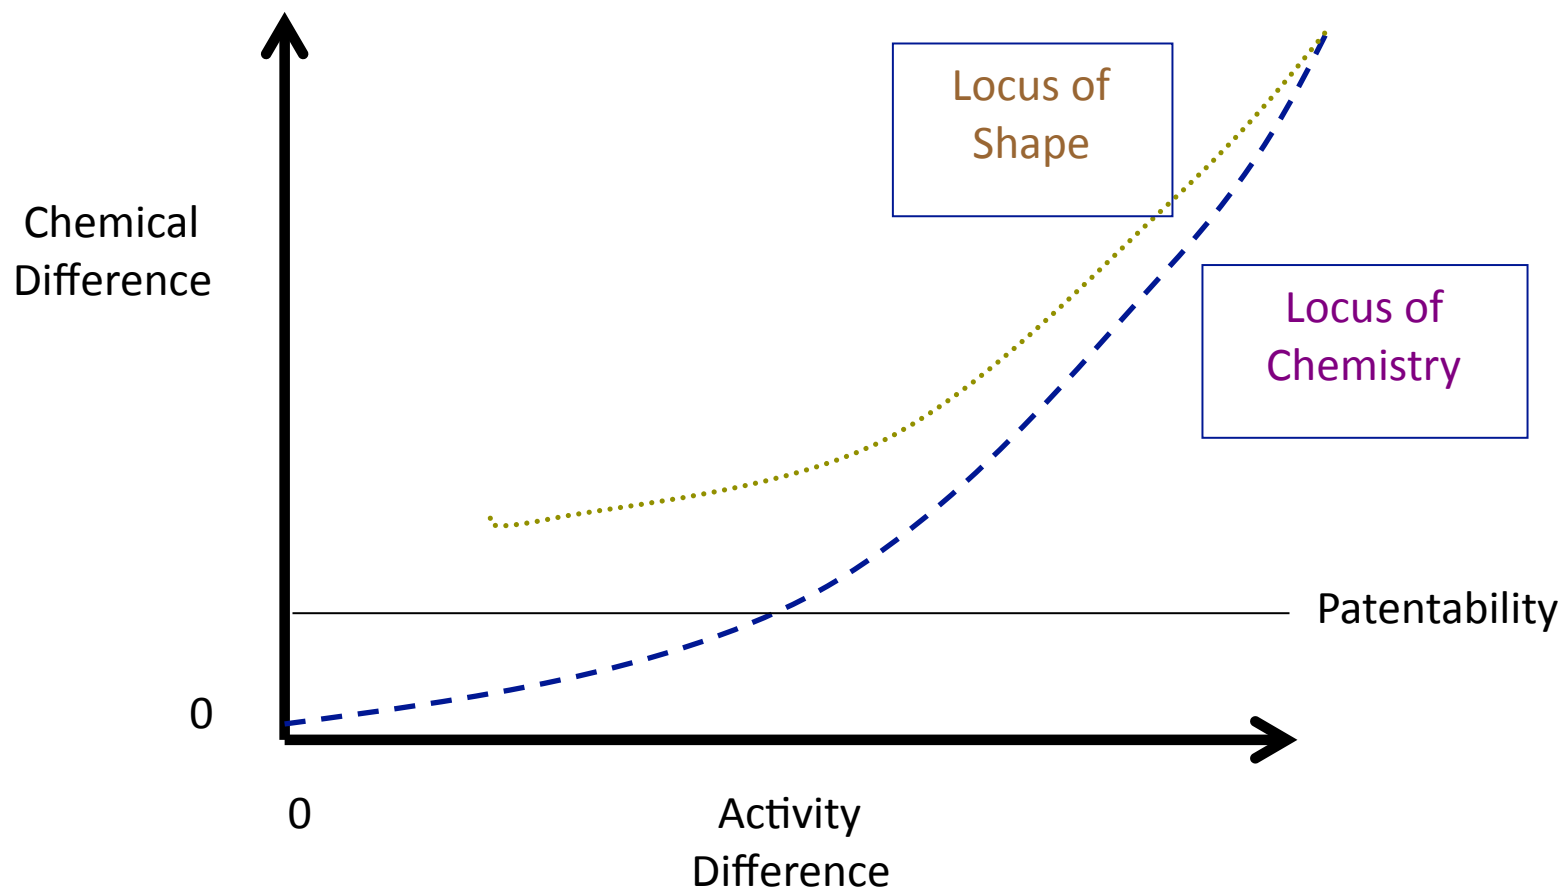 Locus of
Shape
Chemical
Difference
Locus of
Chemistry
Patentability
0
0
Activity
Difference